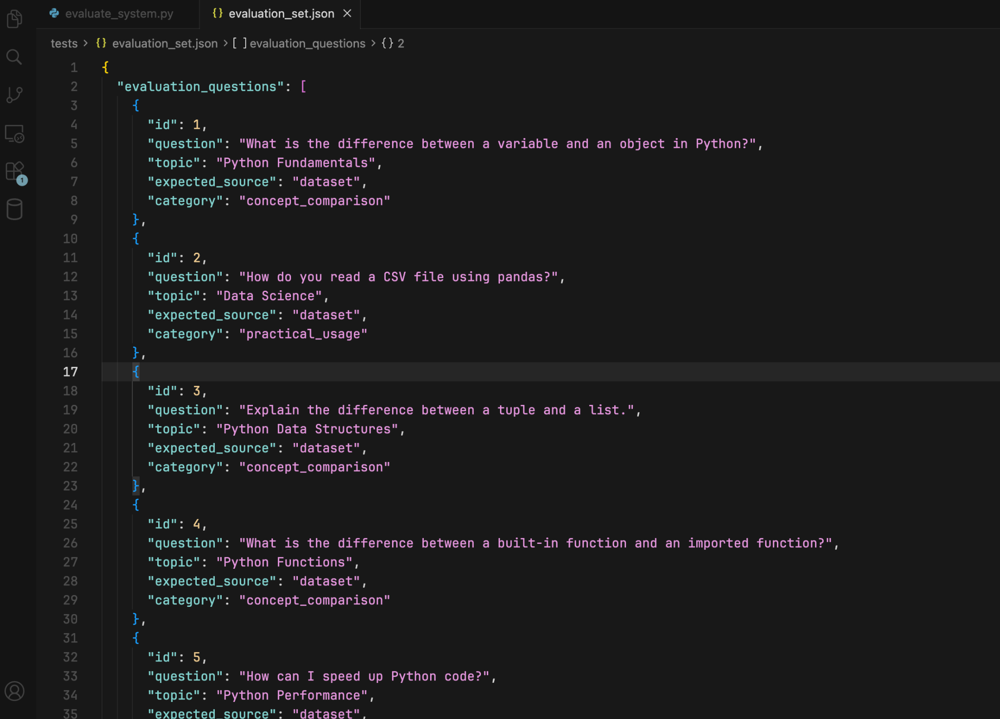 evaluate_system.py
{} evaluation_set.json ×
tests > {} evaluation_set.json > [ ] evaluation_questions > {} 2
1 {
2 "evaluation_questions": [
3 {
4 "id": 1,
5 "question": "What is the difference between a variable and an object in Python?",
6 "topic": "Python Fundamentals",
7 "expected_source": "dataset",
8 "category": "concept_comparison"
9 },
10 {
11 "id": 2,
12 "question": "How do you read a CSV file using pandas?",
13 "topic": "Data Science",
14 "expected_source": "dataset",
15 "category": "practical_usage"
16 },
17 {
18 "id": 3,
19 "question": "Explain the difference between a tuple and a list.",
20 "topic": "Python Data Structures",
21 "expected_source": "dataset",
22 "category": "concept_comparison"
23 },
24 {
25 "id": 4,
26 "question": "What is the difference between a built-in function and an imported function?",
27 "topic": "Python Functions",
28 "expected_source": "dataset",
29 "category": "concept_comparison"
30 },
31 {
32 "id": 5,
33 "question": "How can I speed up Python code?",
34 "topic": "Python Performance",
35 "expected_source": "dataset",
1